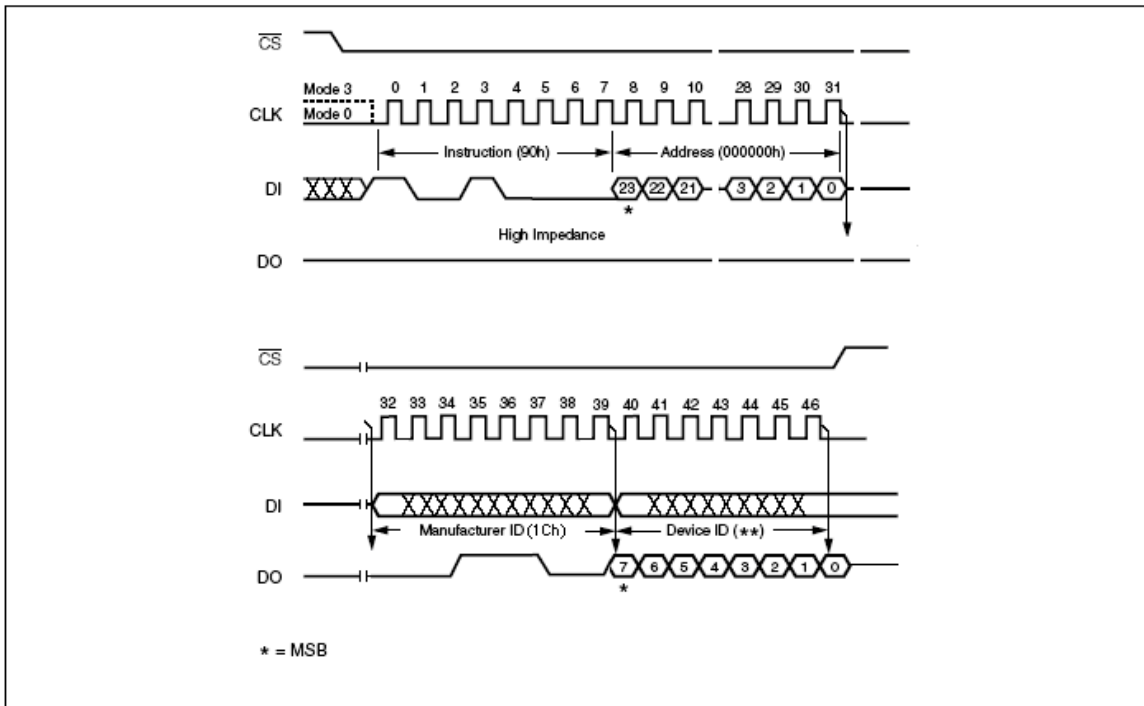 CS
Mode 3 0 1 2 3 4 5 6 7 8 9 10 28 29 30 31
CLK Mode 0
Instruction (90h) Address (000000h)
DI 23 22 21 3 2 1 0
*
High Impedance
DO
CS
32 33 34 35 36 37 38 39 40 41 42 43 44 45 46
CLK
DI
Manufacturer ID (1Ch) Device ID (**)
DO 7 6 5 4 3 2 1 0
*
* = MSB